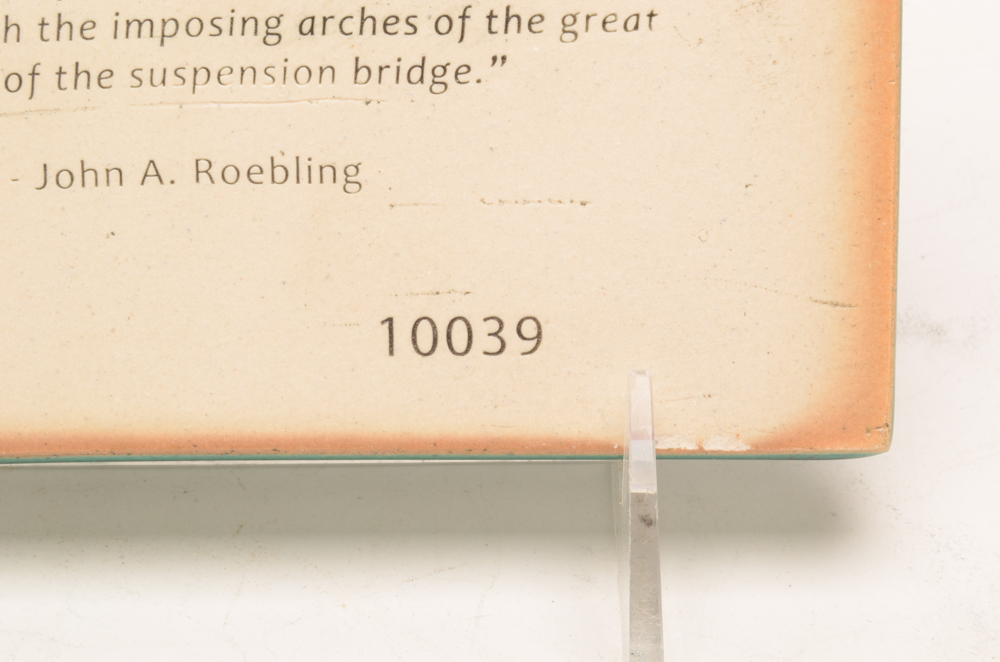 h the imposing arches of the great
of the suspension bridge.”
- John A. Roebling
10039